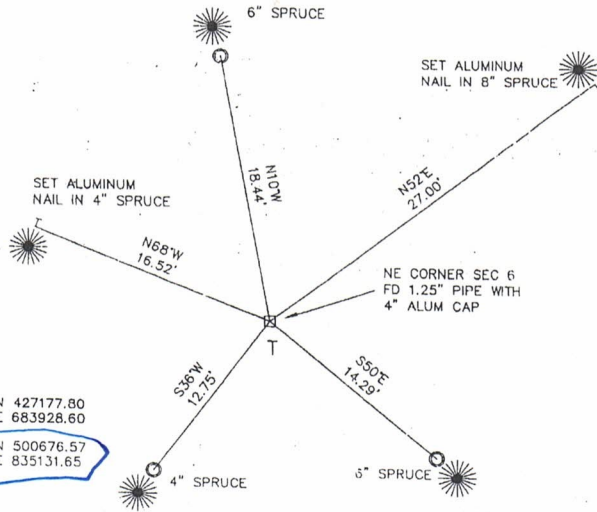 6" SPRUCE
SET ALUMINUM
NAIL IN 8" SPRUCE
N10°W
18.44'
N52°E
27.00'
SET ALUMINUM
NAIL IN 4" SPRUCE
N68°W
16.52'
NE CORNER SEC 6
FD 1.25" PIPE WITH
4" ALUM CAP
T
S36°W
12.75'
S50°E
14.29'
N 427177.80
E 683928.60
N 500676.57
E 835131.65
4" SPRUCE
SPRUCE